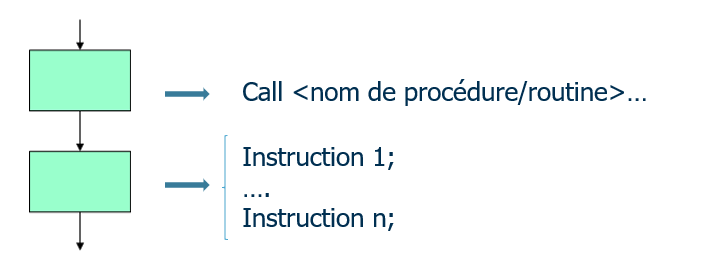 Call <nom de procédure/routine>…
Instruction 1;
….
Instruction n;